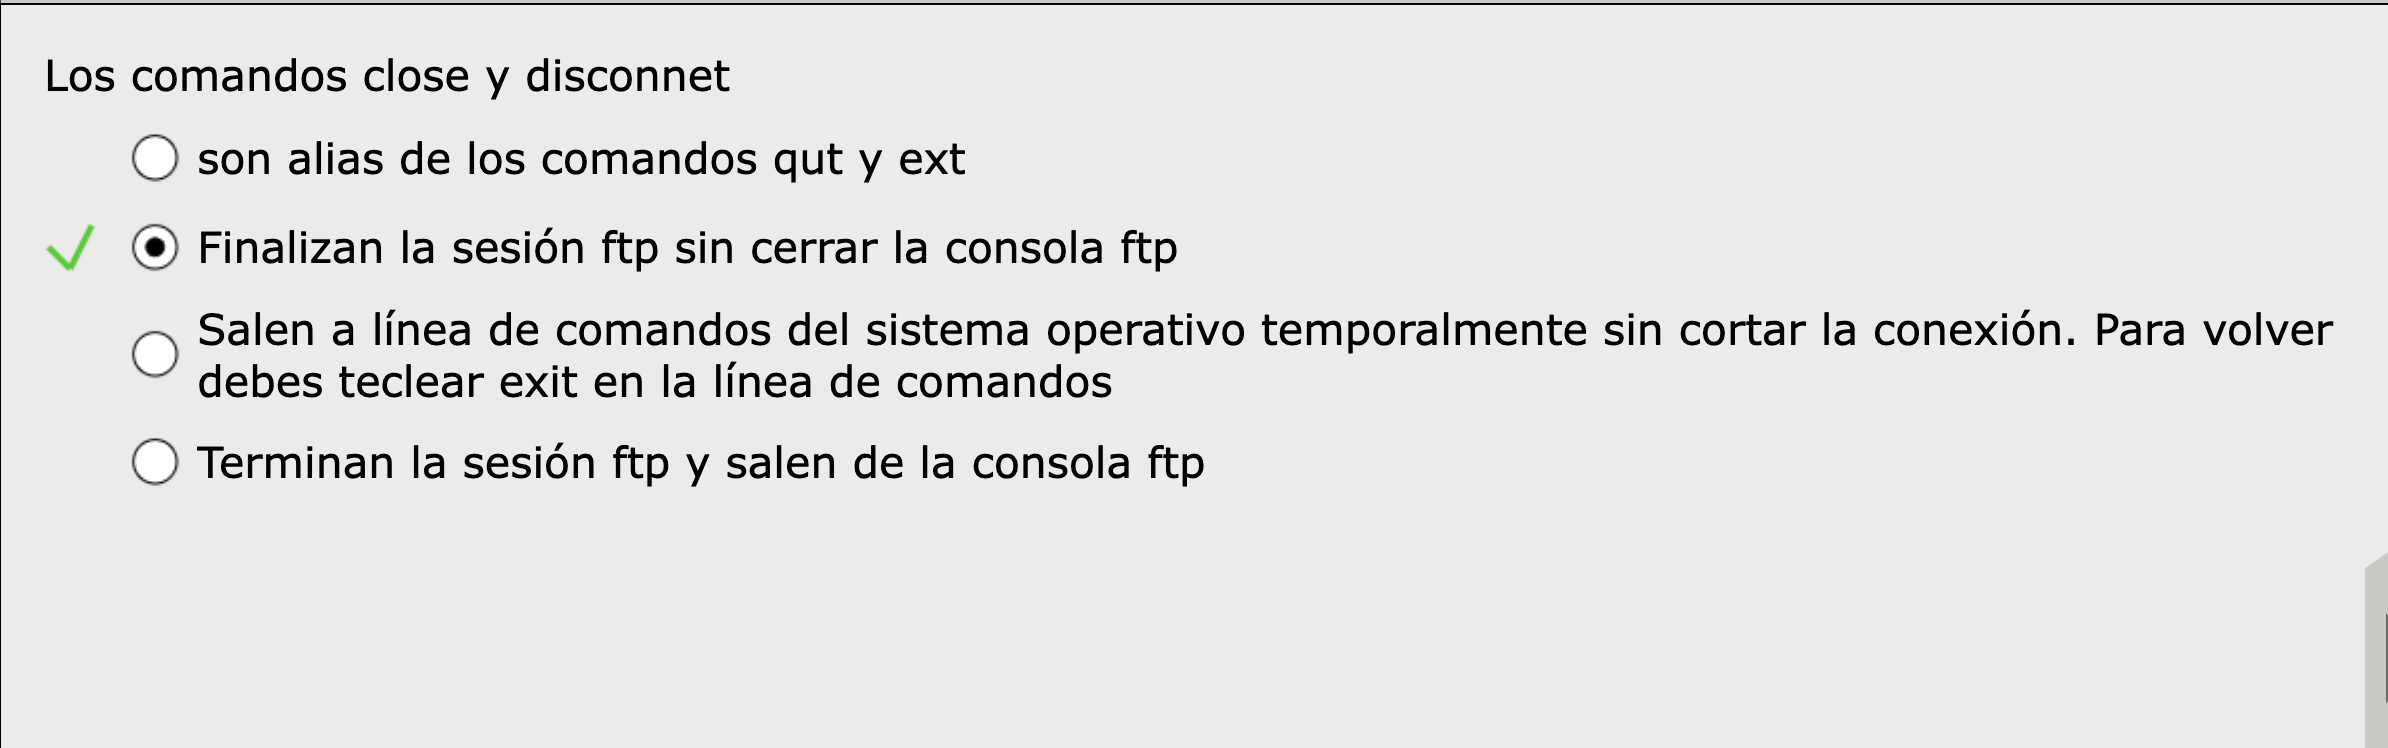 Los comandos close y disconnet
son alias de los comandos qut y ext
Finalizan la sesión ftp sin cerrar la consola ftp
Salen a línea de comandos del sistema operativo temporalmente sin cortar la conexión. Para volver
debes teclear exit en la línea de comandos
Terminan la sesión ftp y salen de la consola ftp